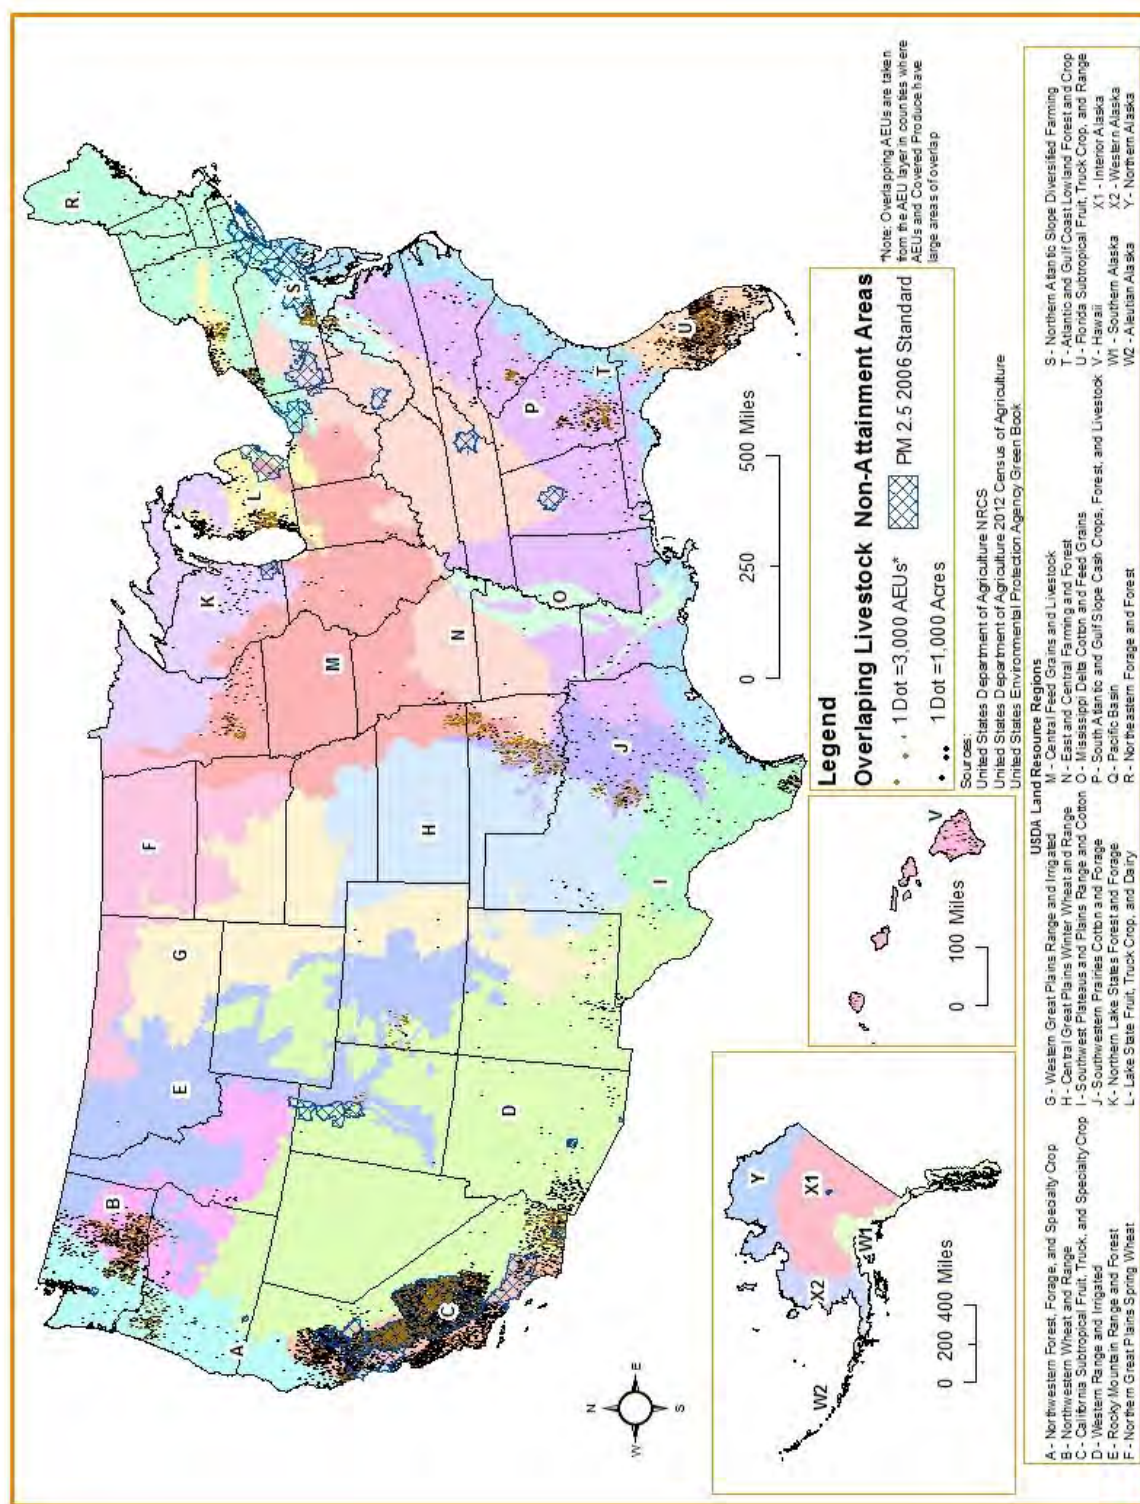 R
S
K
L
F
G
M
H
N
O
P
T
U
J
I
E
D
B
A
C
N
W
E
S
Y
X1
X2
W1
W2
0 200 400 Miles
V
0 100 Miles
0 250 500 Miles
*Note: Overlapping AEUs are taken
from the AEU layer in counties where
AEUs and Covered Produce have
large areas of overlap
Legend
Overlaping Livestock Non-Attainment Areas
1 Dot =3,000 AEUs*
PM 2.5 2006 Standard
1 Dot =1,000 Acres
Sources:
United States Department of Agriculture NRCS
United States Department of Agriculture 2012 Census of Agriculture
United States Environmental Protection Agency Green Book
USDA Land Resource Regions
A - Northwestern Forest, Forage, and Specialty Crop
B - Northwestern Wheat and Range
C - California Subtropical Fruit, Truck, and Specialty Crop
D - Western Range and Irrigated
E - Rocky Mountain Range and Forest
F - Northern Great Plains Spring Wheat
G - Western Great Plains Range and Irrigated
H - Central Great Plains Winter Wheat and Range
I - Southwest Plateaus and Plains Range and Cotton
J - Southwestern Prairies Cotton and Forage
K - Northern Lake States Forest and Forage
L - Lake State Fruit, Truck Crop, and Dairy
M - Central Feed Grains and Livestock
N - East and Central Farming and Forest
O - Mississippi Delta Cotton and Feed Grains
P - South Atlantic and Gulf Slope Cash Crops, Forest, and Livestock
Q - Pacific Basin
R - Northeastern Forage and Forest
S - Northern Atlantic Slope Diversified Farming
T - Atlantic and Gulf Coast Lowland Forest and Crop
U - Florida Subtropical Fruit, Truck Crop, and Range
V - Hawaii
W1 - Southern Alaska
W2 - Aleutian Alaska
X1 - Interior Alaska
X2 - Western Alaska
Y - Northern Alaska